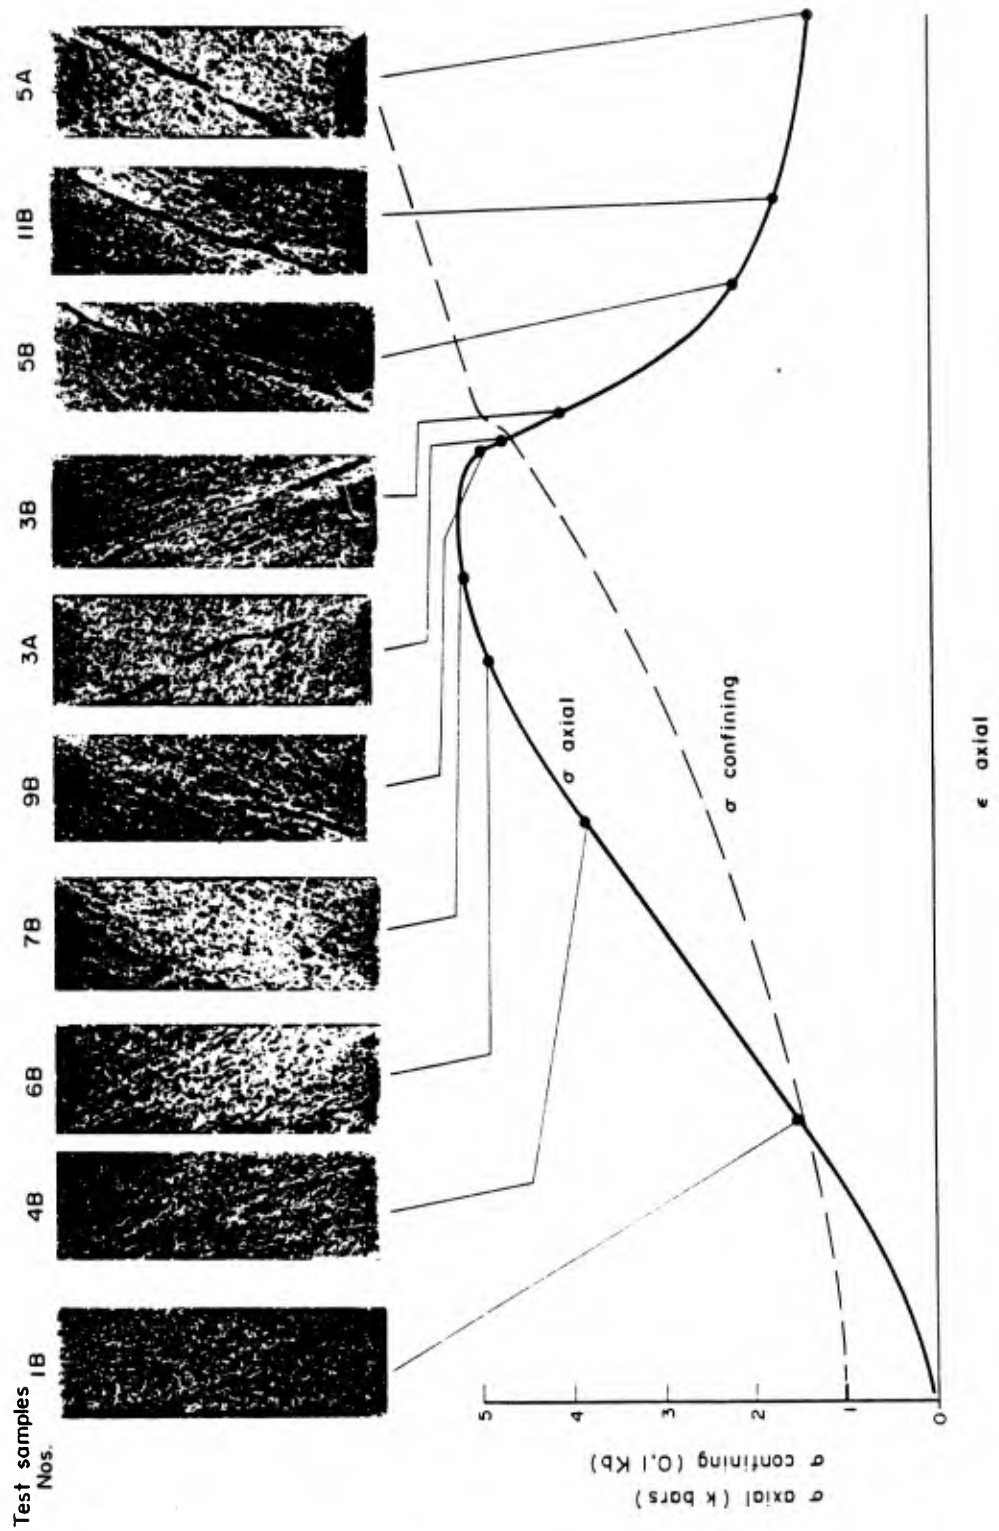 Test samples
Nos.
1B
4B
6B
7B
9B
3A
3B
5B
11B
5A
σ axial (k bars)
σ confining (0.1 Kb)
5
4
3
2
1
0
σ axial
σ confining
ϵ axial